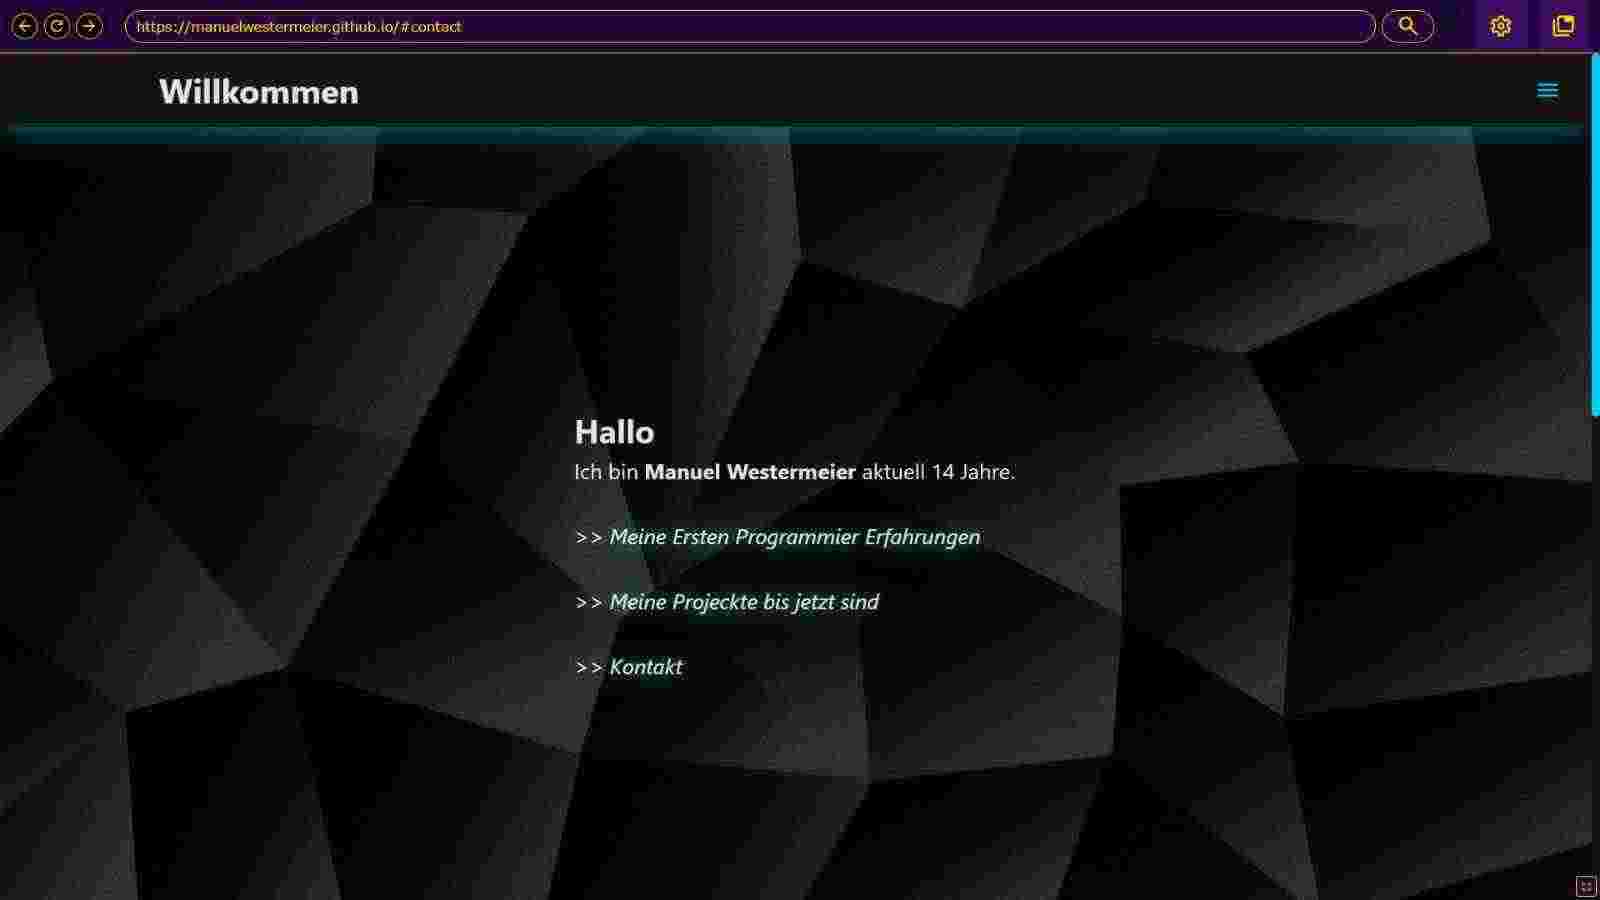 https://manuelwestermeier.github.io/#contact
Willkommen
Hallo
Ich bin Manuel Westermeier aktuell 14 Jahre.
>> Meine Ersten Programmier Erfahrungen
>> Meine Projeckte bis jetzt sind
>> Kontakt